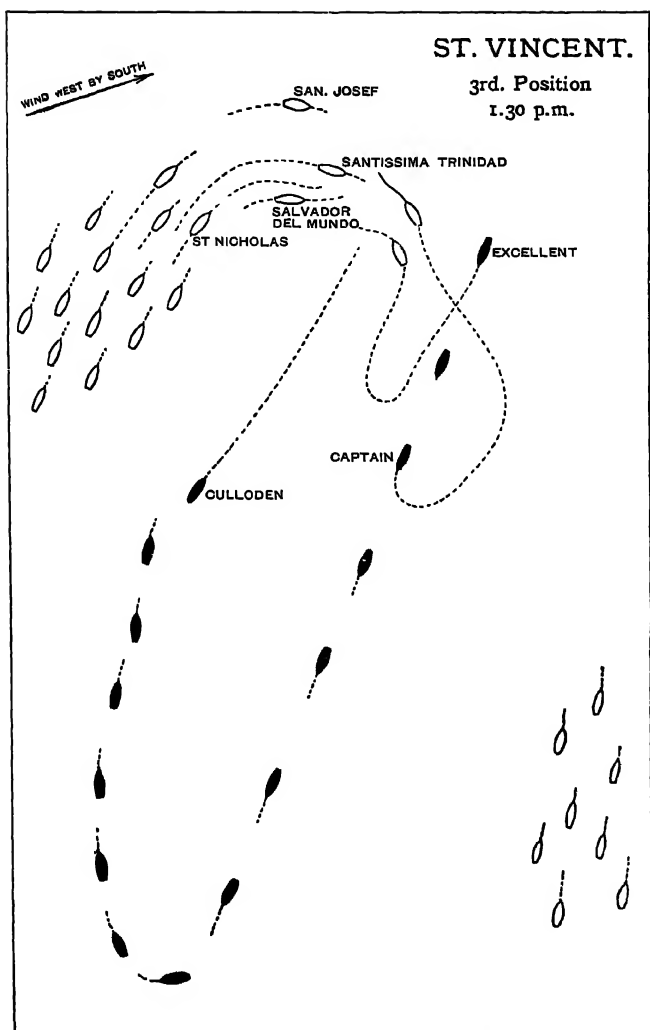 ST. VINCENT.
3rd. Position
1.30 p.m.
WIND WEST BY SOUTH
SAN. JOSEF
SANTISSIMA TRINIDAD
SALVADOR
DEL MUNDO
ST NICHOLAS
EXCELLENT
CAPTAIN
CULLODEN